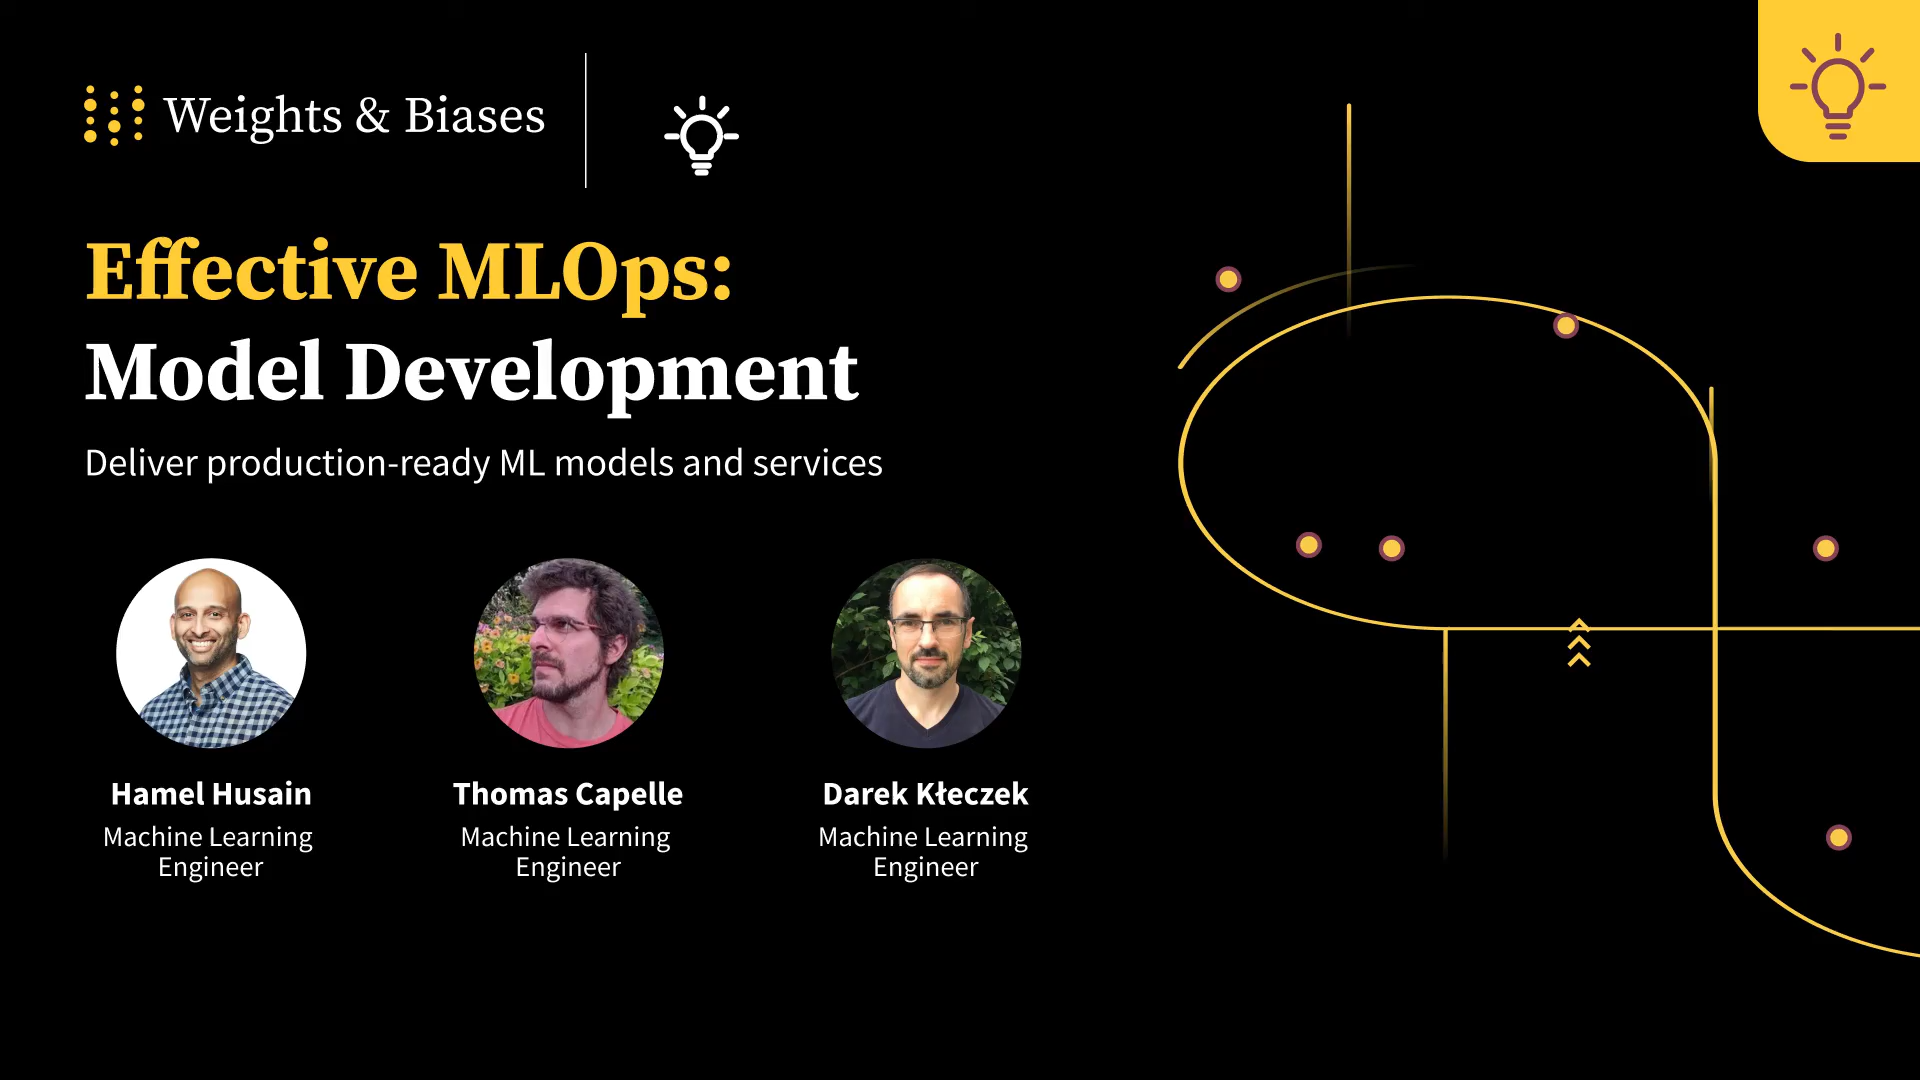 Weights & Biases
Effective MLOps:
Model Development
Deliver production-ready ML models and services
Hamel Husain
Machine Learning
Engineer
Thomas Capelle
Machine Learning
Engineer
Darek Kłeczek
Machine Learning
Engineer